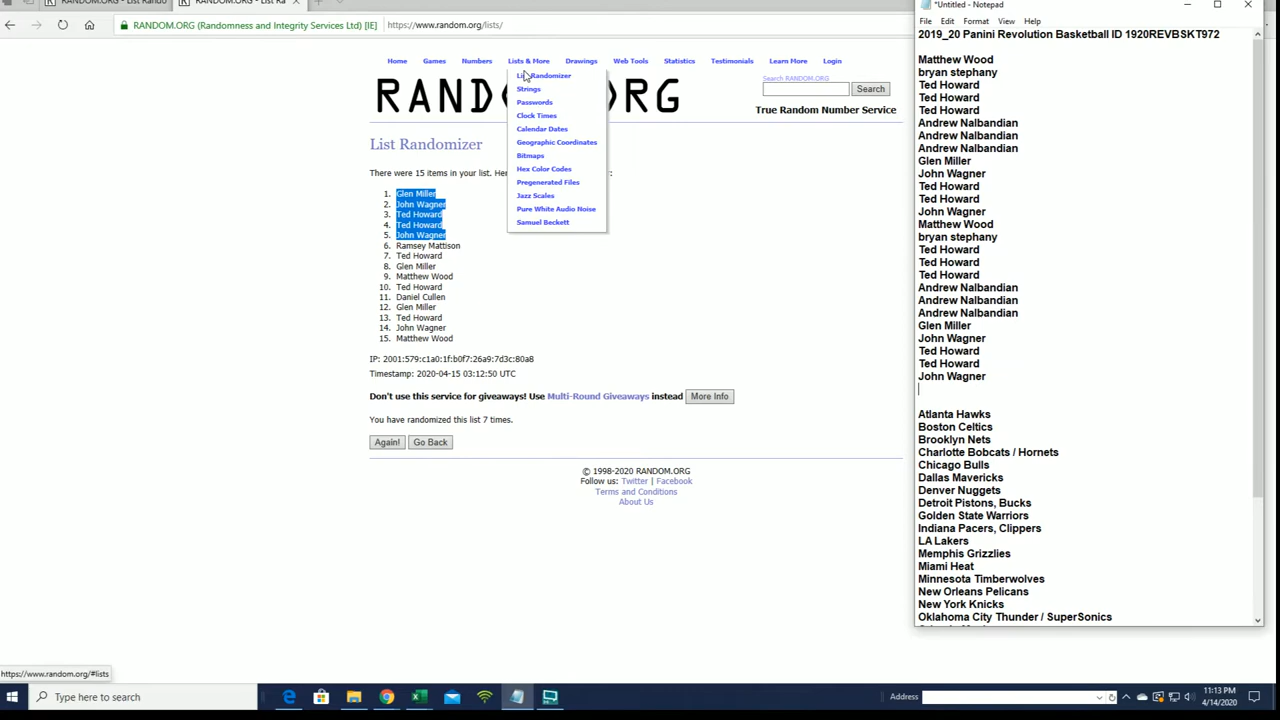 RANDOM.ORG - List Rando
RANDOM.ORG - List Ra
RANDOM.ORG (Randomness and Integrity Services Ltd) [IE]
https://www.random.org/lists/
Home Games Numbers Lists & More Drawings Web Tools Statistics Testimonials Learn More Login
List Randomizer
Strings
Passwords
Clock Times
Calendar Dates
Geographic Coordinates
Bitmaps
Hex Color Codes
Pregenerated Files
Jazz Scales
Pure White Audio Noise
Samuel Beckett
Search RANDOM.ORG
Search
True Random Number Service
List Randomizer
There were 15 items in your list.
1. Glen Miller
2. John Wagner
3. Ted Howard
4. Ted Howard
5. John Wagner
6. Ramsey Mattison
7. Ted Howard
8. Glen Miller
9. Matthew Wood
10. Ted Howard
11. Daniel Cullen
12. Glen Miller
13. Ted Howard
14. John Wagner
15. Matthew Wood
IP: 2001:579:c1a0:1f:b0f7:26a9:7d3c:80a8
Timestamp: 2020-04-15 03:12:50 UTC
Don't use this service for giveaways! Use Multi-Round Giveaways instead More Info
You have randomized this list 7 times.
Again! Go Back
© 1998-2020 RANDOM.ORG
Follow us: Twitter | Facebook
Terms and Conditions
About Us
https://www.random.org/#lists
*Untitled - Notepad
File Edit Format View Help
2019_20 Panini Revolution Basketball ID 1920REVBSKT972
Matthew Wood
bryan stephany
Ted Howard
Ted Howard
Ted Howard
Andrew Nalbandian
Andrew Nalbandian
Andrew Nalbandian
Glen Miller
John Wagner
Ted Howard
Ted Howard
John Wagner
Matthew Wood
bryan stephany
Ted Howard
Ted Howard
Ted Howard
Andrew Nalbandian
Andrew Nalbandian
Andrew Nalbandian
Glen Miller
John Wagner
Ted Howard
Ted Howard
John Wagner
Atlanta Hawks
Boston Celtics
Brooklyn Nets
Charlotte Bobcats / Hornets
Chicago Bulls
Dallas Mavericks
Denver Nuggets
Detroit Pistons, Bucks
Golden State Warriors
Indiana Pacers, Clippers
LA Lakers
Memphis Grizzlies
Miami Heat
Minnesota Timberwolves
New Orleans Pelicans
New York Knicks
Oklahoma City Thunder / SuperSonics
Type here to search
Address
11:13 PM
4/14/2020